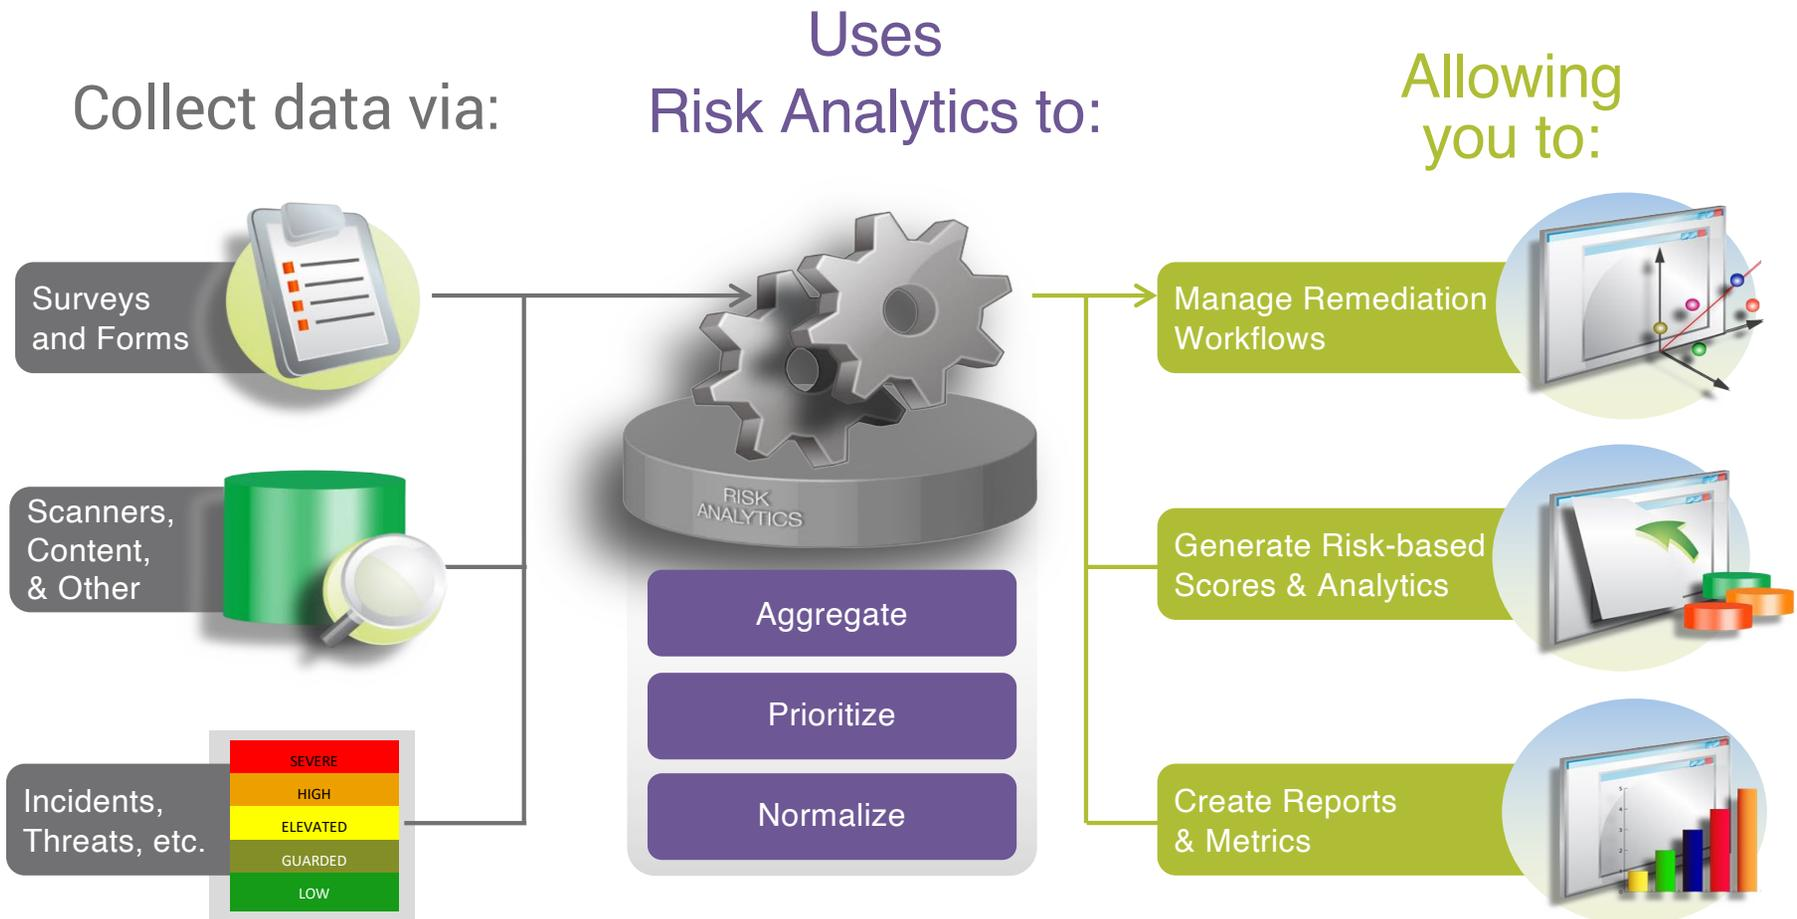 Collect data via:
Uses
Risk Analytics to:
Allowing
you to:
Surveys
and Forms
Scanners,
Content,
& Other
SEVERE
HIGH
ELEVATED
GUARDED
LOW
Incidents,
Threats, etc.
RISK
ANALYTICS
Aggregate
Prioritize
Normalize
Manage Remediation
Workflows
Generate Risk-based
Scores & Analytics
Create Reports
& Metrics